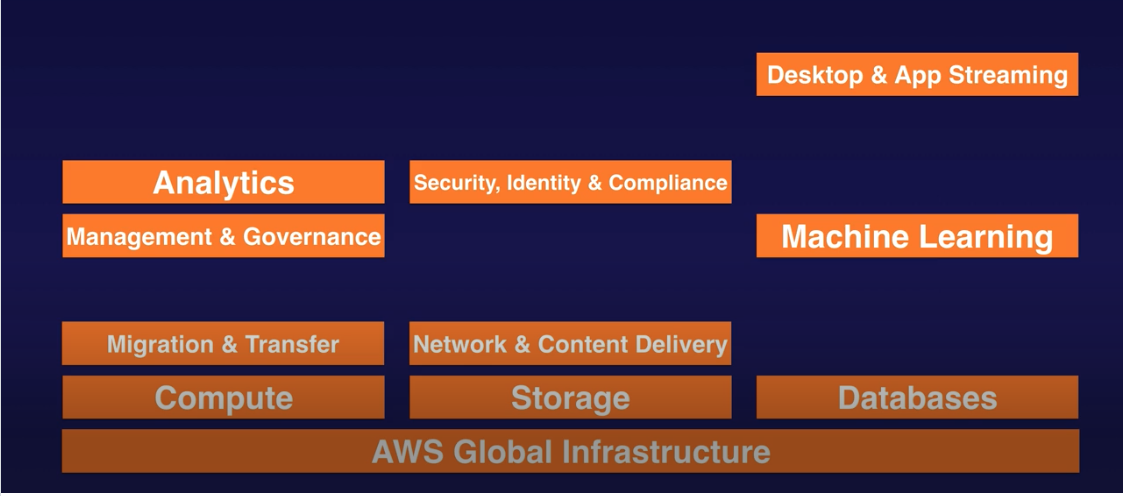 Desktop & App Streaming
Analytics
Security, Identity & Compliance
Management & Governance
Machine Learning
Migration & Transfer
Network & Content Delivery
Compute
Storage
Databases
AWS Global Infrastructure